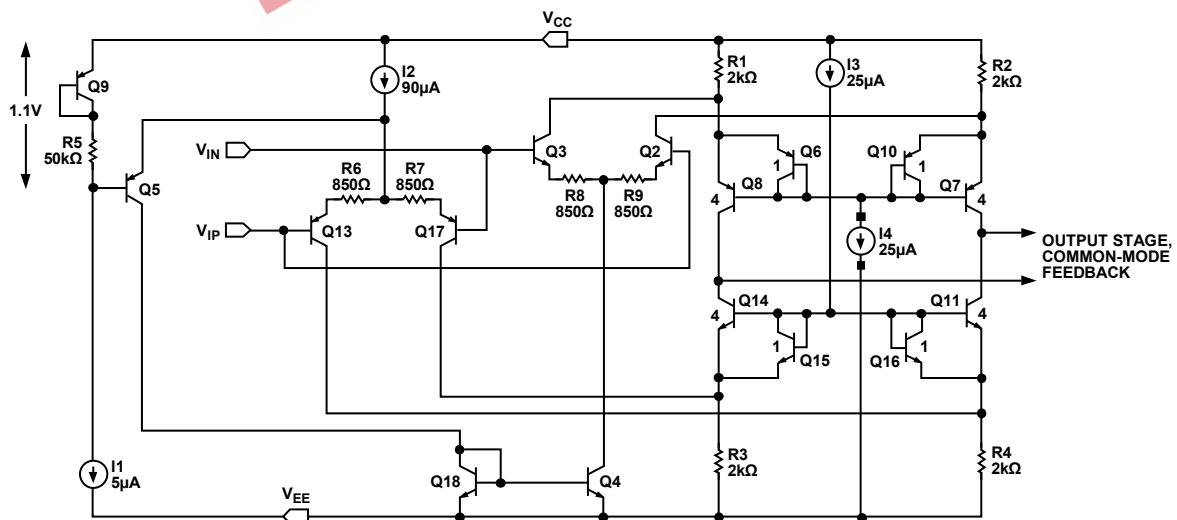 VCC
1.1V
Q9
R5
50kΩ
Q5
I1
5µA
I2
90µA
VIN
VIP
R6
850Ω
R7
850Ω
Q13
Q17
Q3
Q2
R8
850Ω
R9
850Ω
R1
2kΩ
I3
25µA
R2
2kΩ
Q6
1
Q10
1
Q8
4
Q7
4
I4
25µA
OUTPUT STAGE,
COMMON-MODE
FEEDBACK
Q14
4
Q11
4
1
Q15
Q16
1
R3
2kΩ
R4
2kΩ
Q18
Q4
VEE